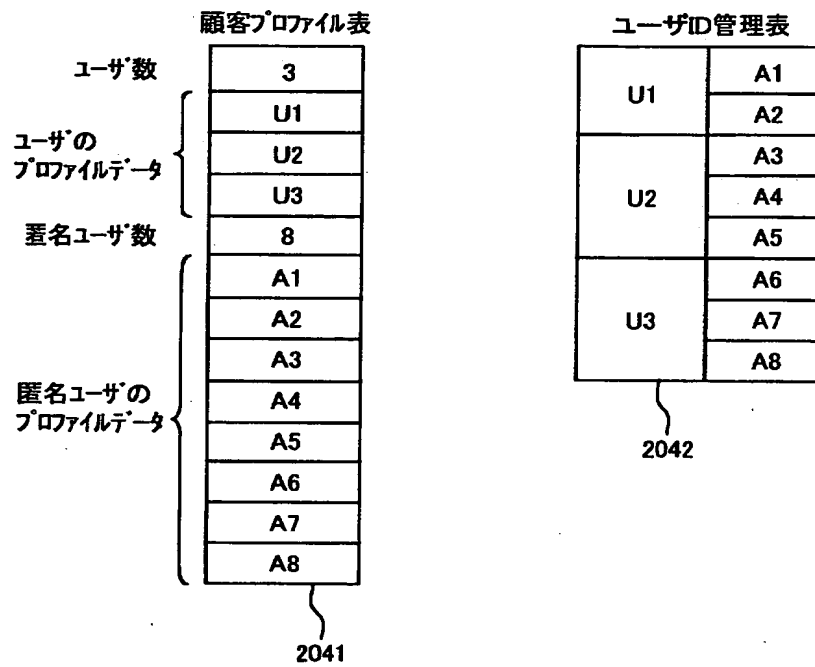 顧客プロファイル表
ユーザ数
3
ユーザの
プロファイルデータ
U1
U2
U3
匿名ユーザ数
8
匿名ユーザの
プロファイルデータ
A1
A2
A3
A4
A5
A6
A7
A8
2041
ユーザID管理表
U1
A1
A2
U2
A3
A4
A5
U3
A6
A7
A8
2042